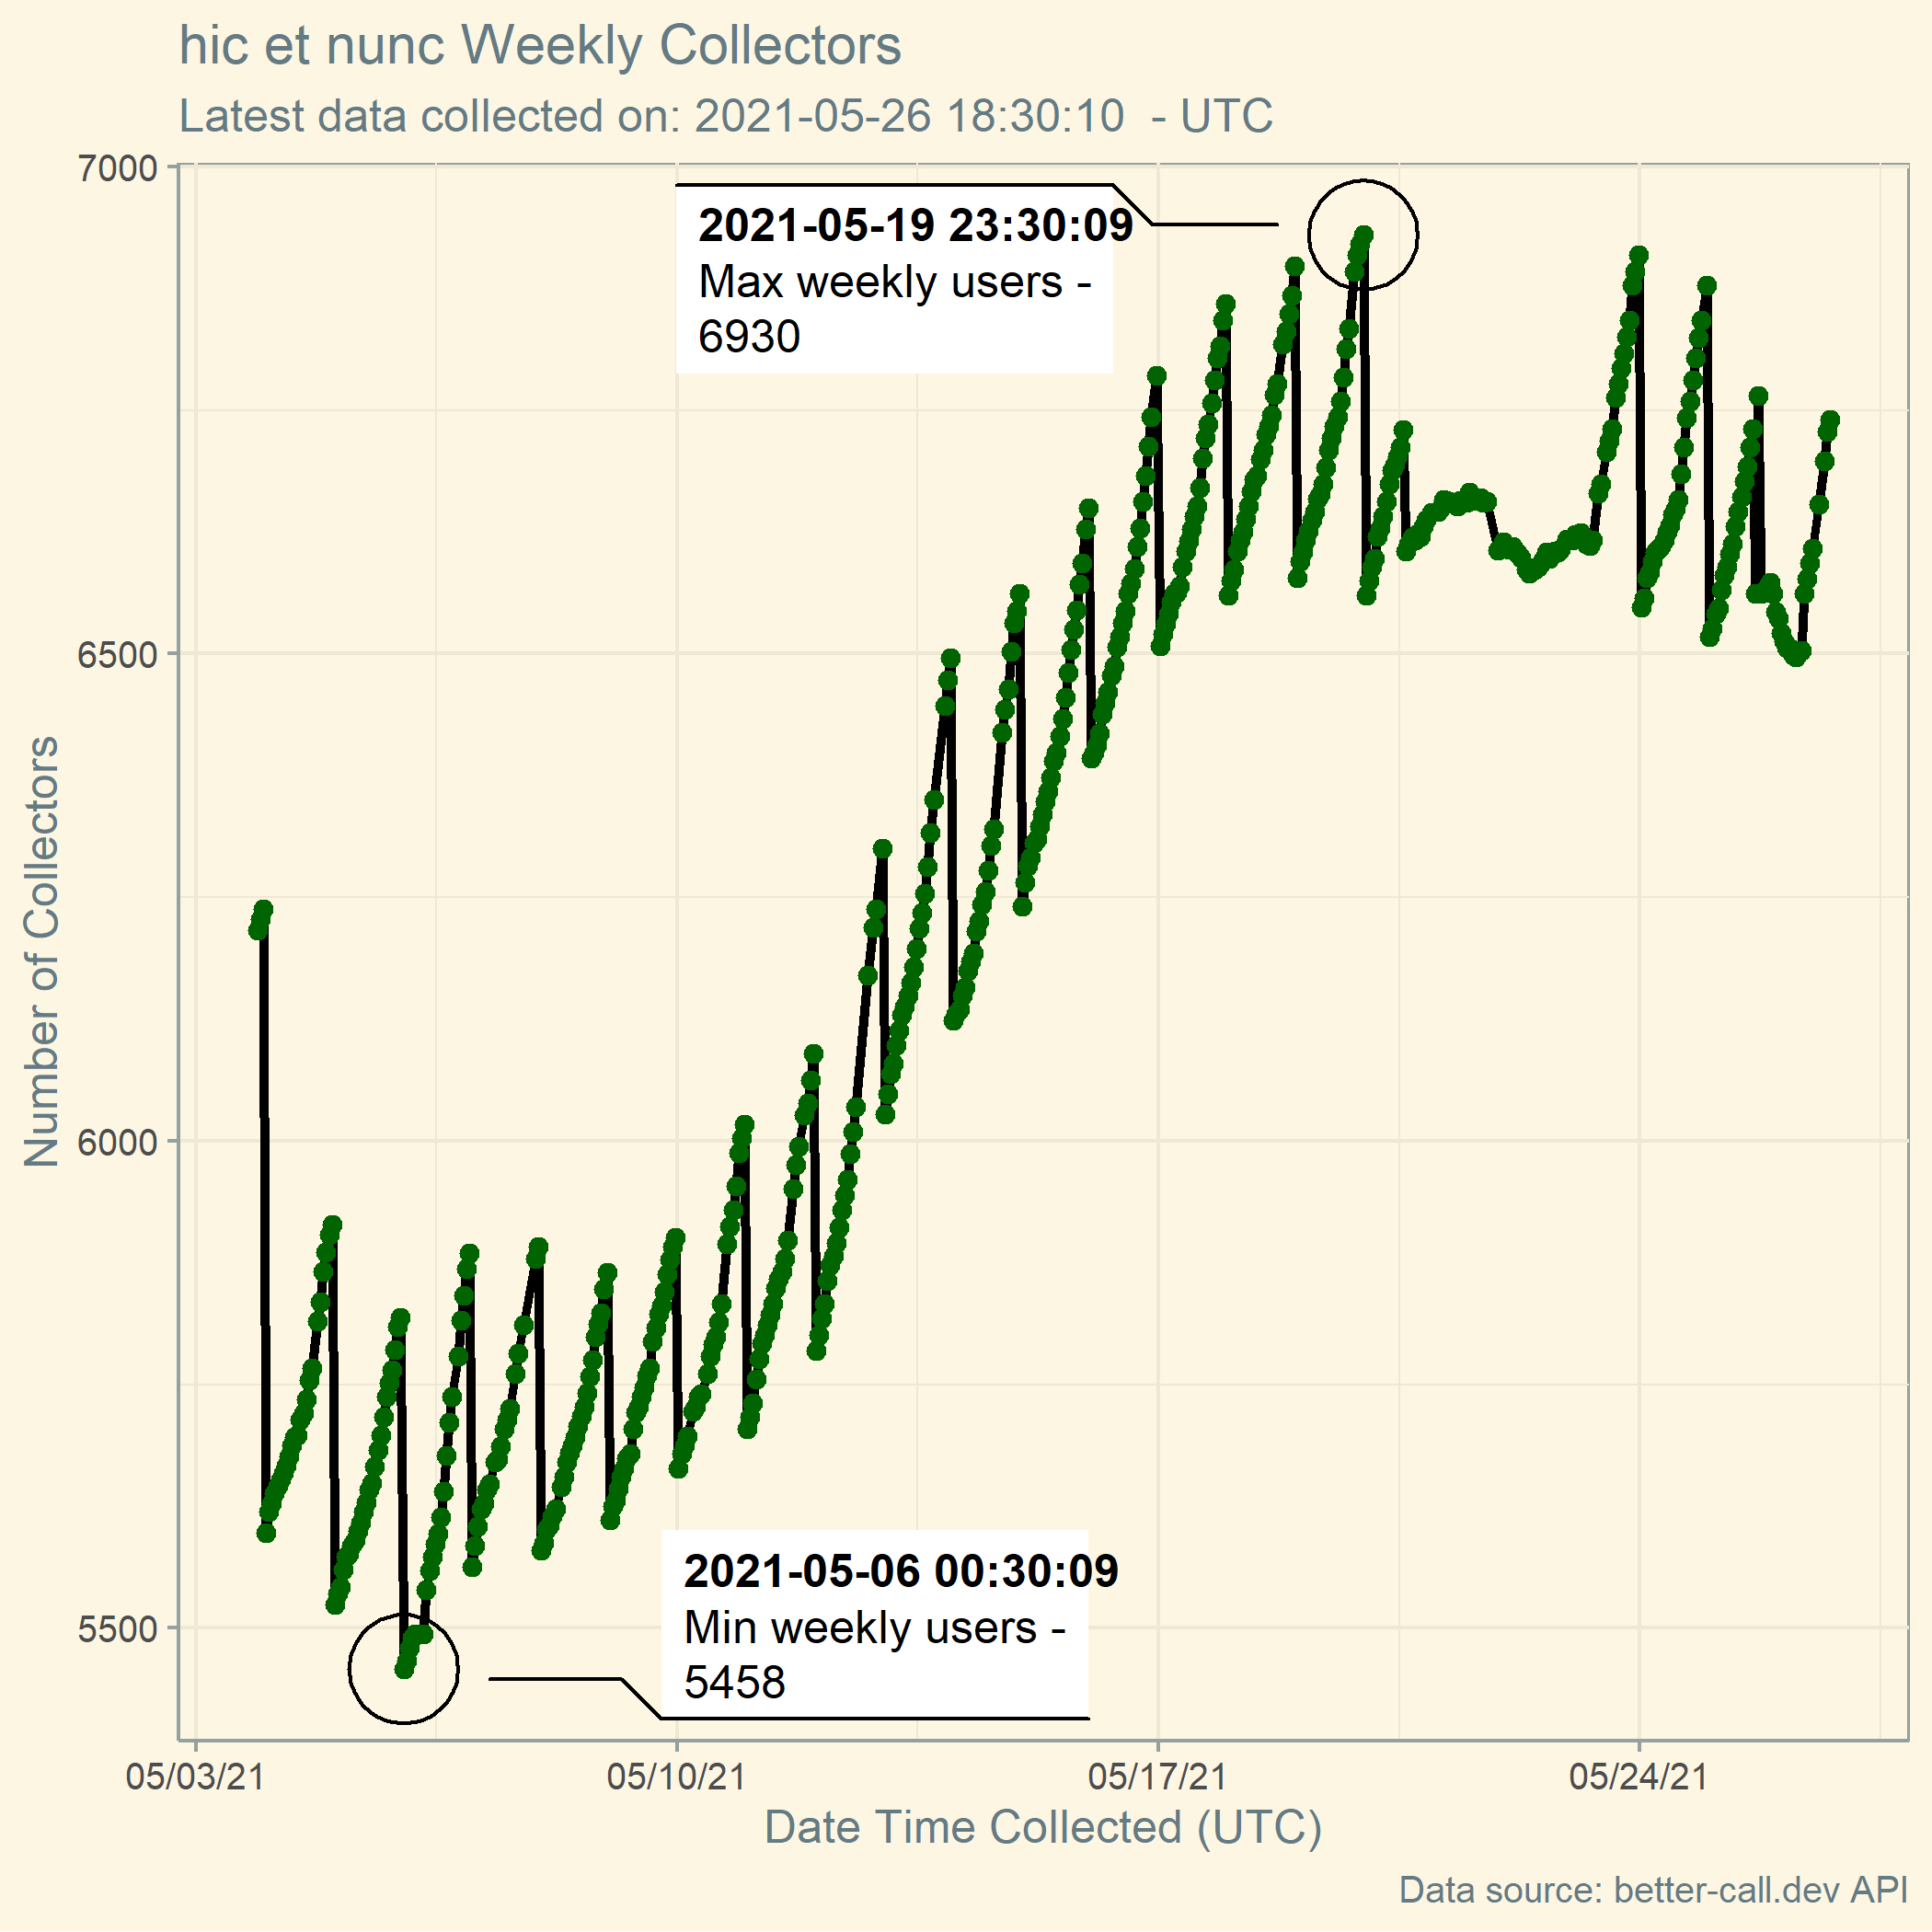 hic et nunc Weekly Collectors
Latest data collected on: 2021-05-26 18:30:10  - UTC
7000
6500
6000
5500
Number of Collectors
2021-05-19 23:30:09
Max weekly users -
6930
2021-05-06 00:30:09
Min weekly users -
5458
05/03/21
05/10/21
05/17/21
05/24/21
Date Time Collected (UTC)
Data source: better-call.dev API